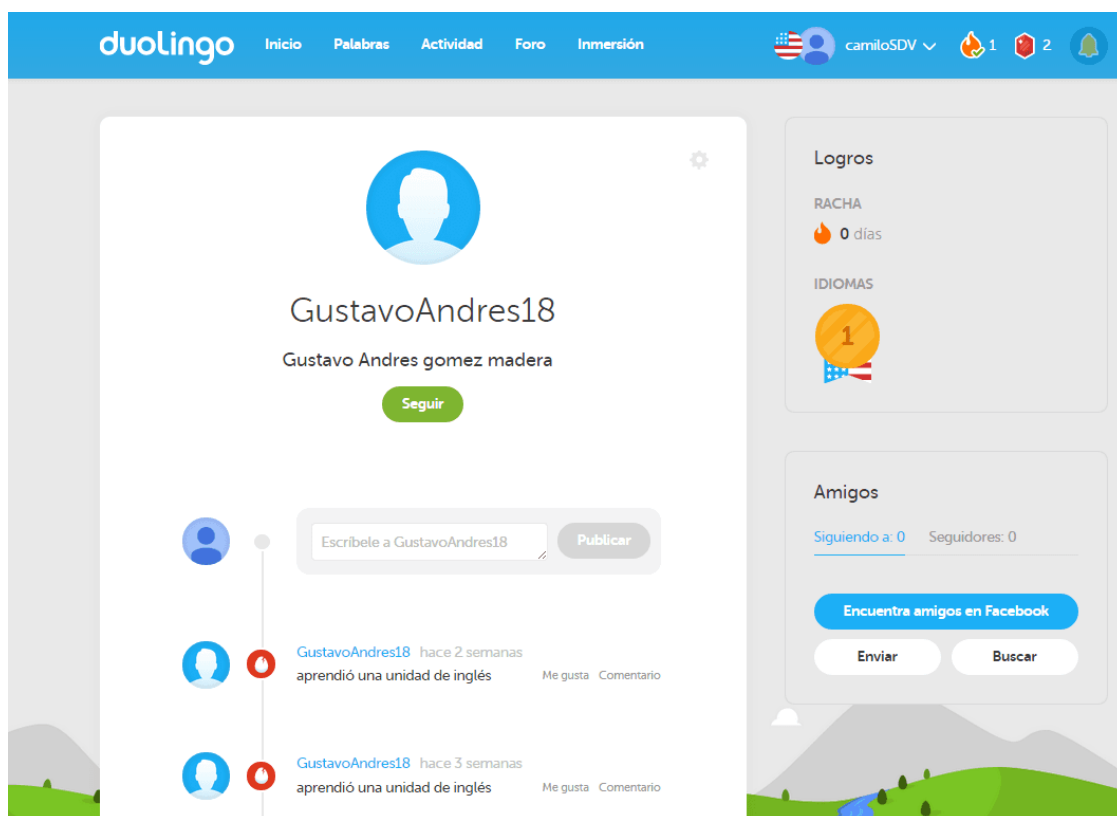 duolingo Inicio Palabras Actividad Foro Inmersión camiloSDV 1 2
GustavoAndres18
Gustavo Andres gomez madera
Seguir
Escríbele a GustavoAndres18 Publicar
GustavoAndres18 hace 2 semanas
aprendió una unidad de inglés Me gusta Comentario
GustavoAndres18 hace 3 semanas
aprendió una unidad de inglés Me gusta Comentario
Logros
RACHA
0 días
IDIOMAS
1
Amigos
Siguiendo a: 0 Seguidores: 0
Encuentra amigos en Facebook
Enviar Buscar